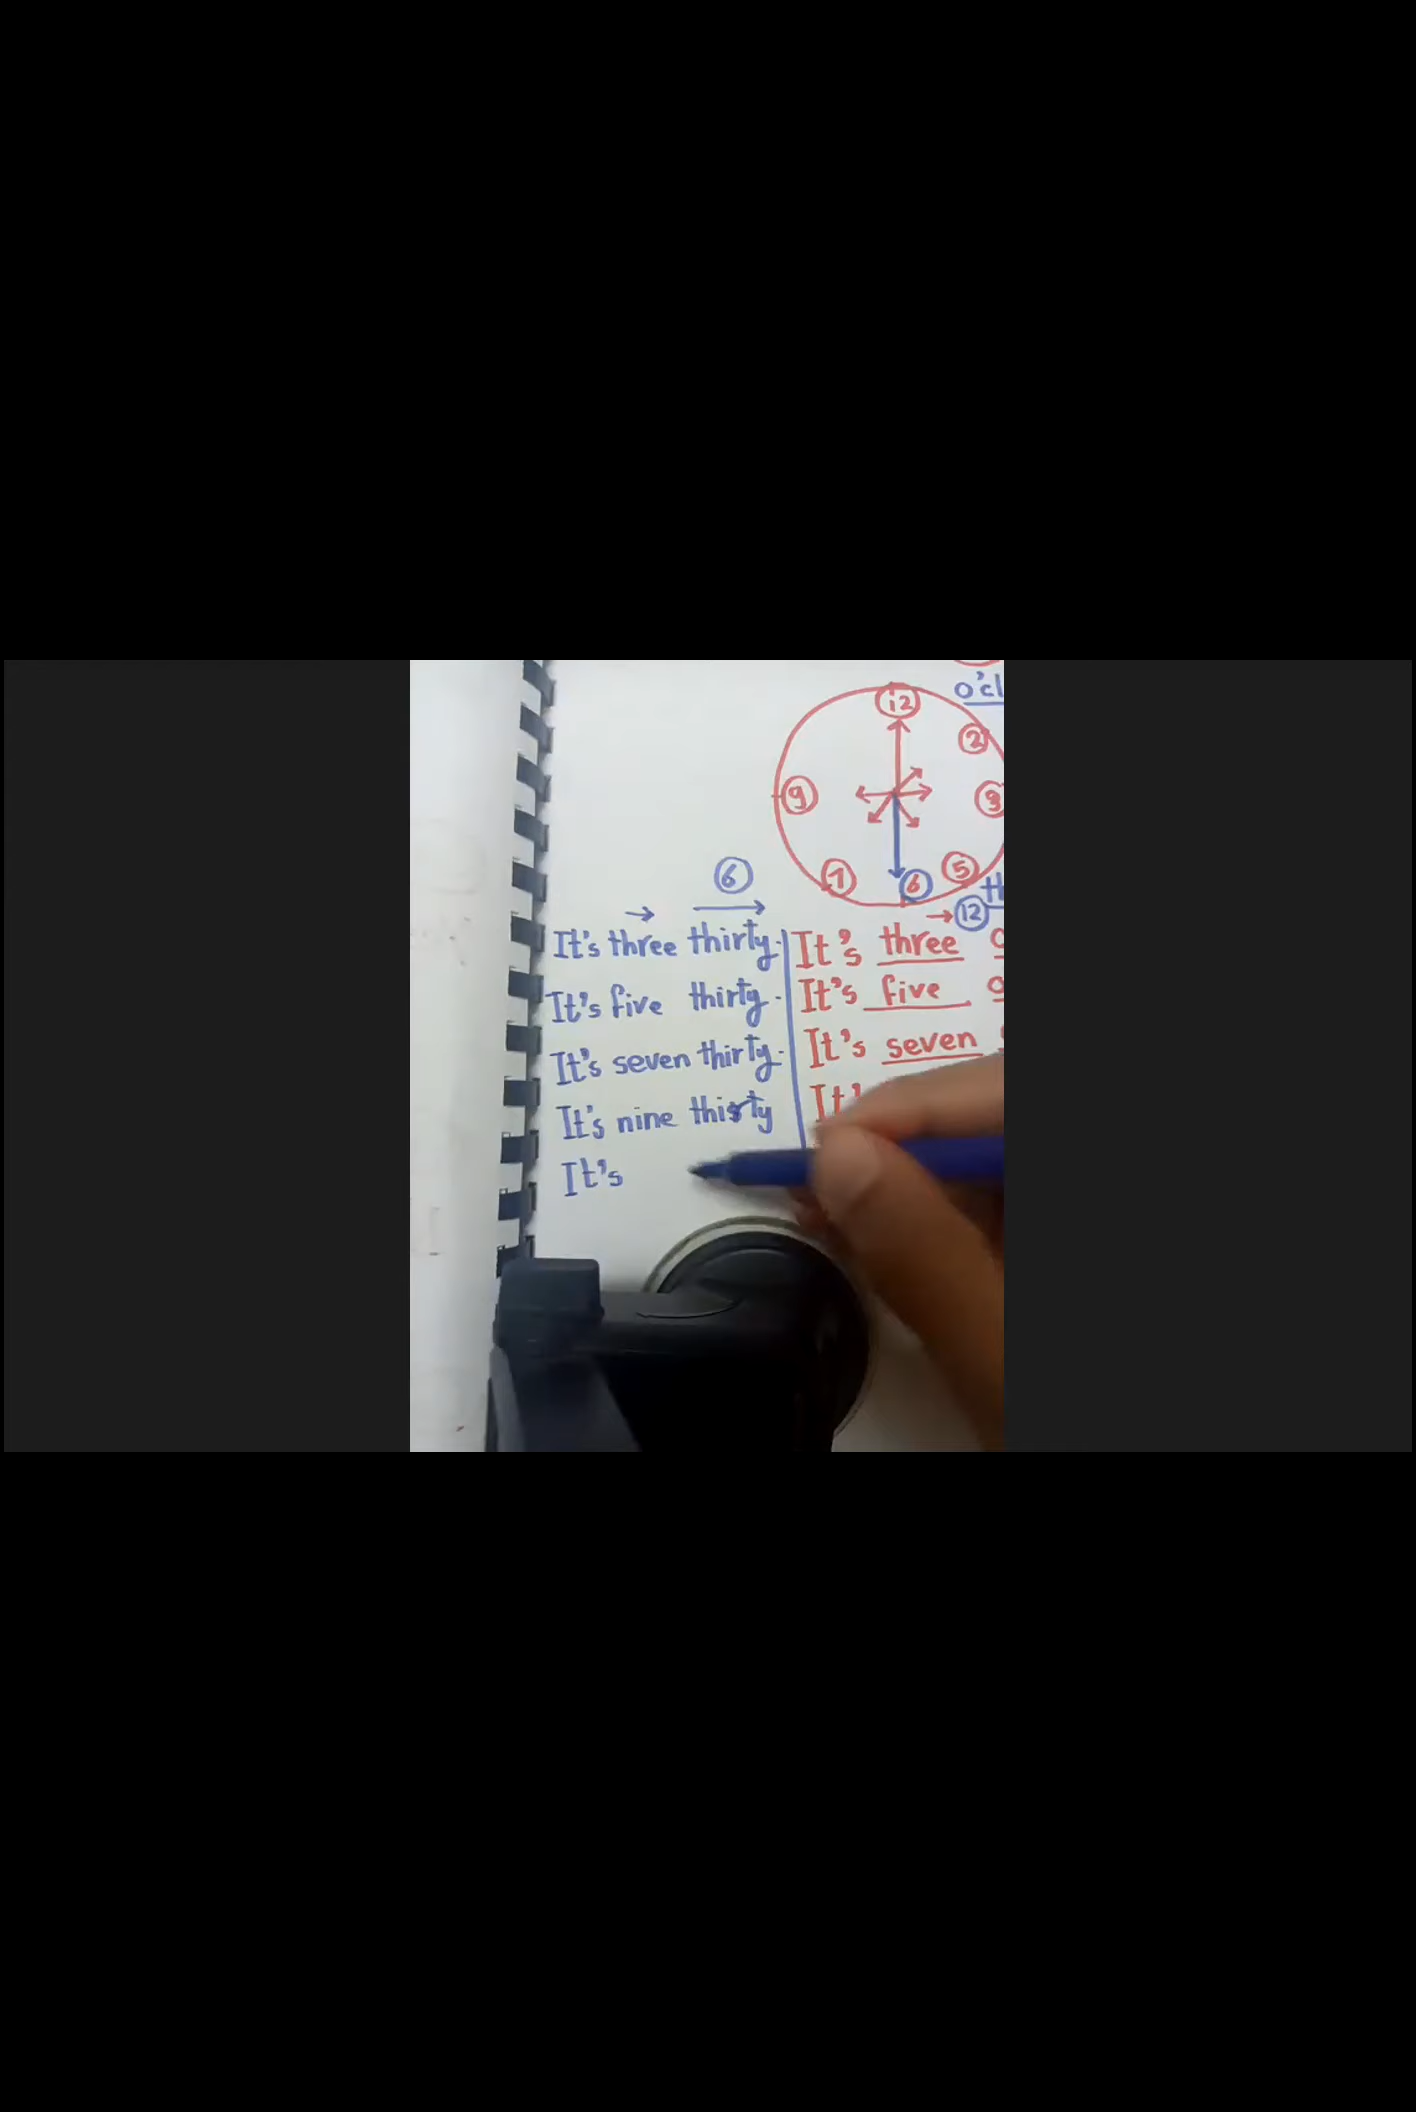 o'cl
12
2
9
3
7
6
5
6
12
It's three thirty.
It's five thirty.
It's seven thirty.
It's nine thirty
It's
It's three
It's five
It's seven
It'